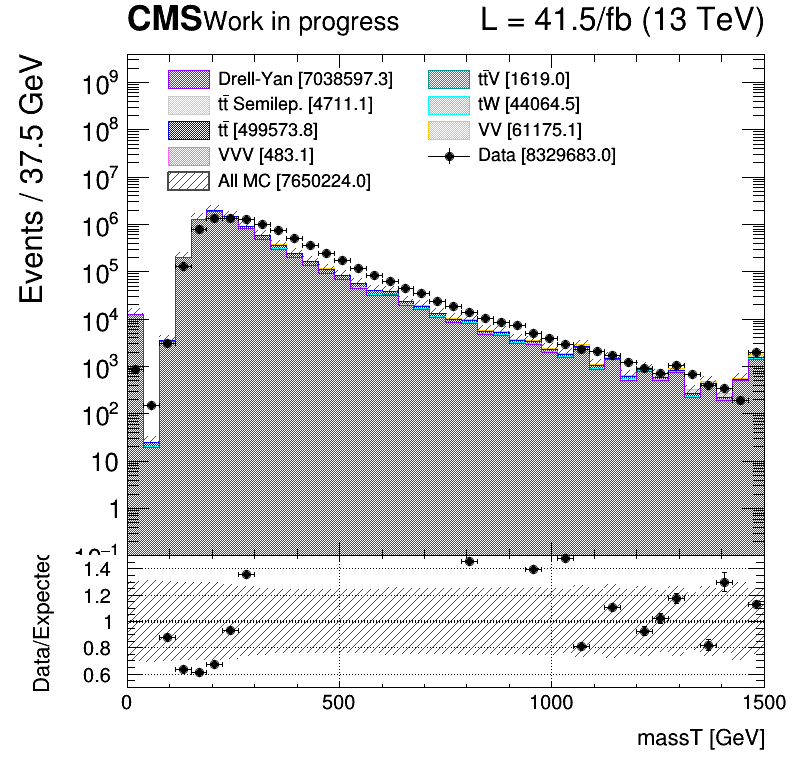 CMS Work in progress L = 41.5/fb (13 TeV)
Events / 37.5 GeV
Drell-Yan [7038597.3]
tt̄ Semilep. [4711.1]
tt̄ [499573.8]
VVV [483.1]
All MC [7650224.0]
tt̄V [1619.0]
tW [44064.5]
VV [61175.1]
Data [8329683.0]
10⁹
10⁸
10⁷
10⁶
10⁵
10⁴
10³
10²
10
1
10⁻¹
Data/Expected
1.4
1.2
1
0.8
0.6
0 500 1000 1500
massT [GeV]